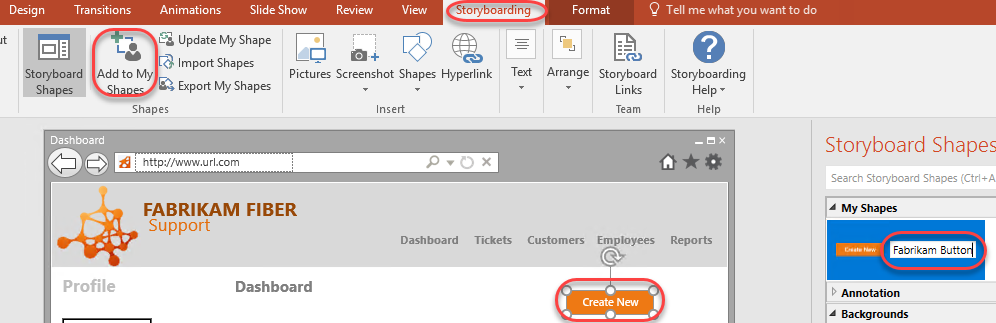 Design Transitions Animations Slide Show Review View Storyboarding Format Tell me what you want to do
Storyboard Shapes
Add to My Shapes
Update My Shape
Import Shapes
Export My Shapes
Pictures Screenshot Shapes Hyperlink
Text
Arrange
Storyboard Links
Storyboarding Help
Shapes Insert Team Help
Dashboard
http://www.url.com
FABRIKAM FIBER
Support
Dashboard Tickets Customers Employees Reports
Profile Dashboard
Create New
Storyboard Shapes
Search Storyboard Shapes (Ctrl+A
My Shapes
Create New Fabrikam Button
Annotation
Backgrounds